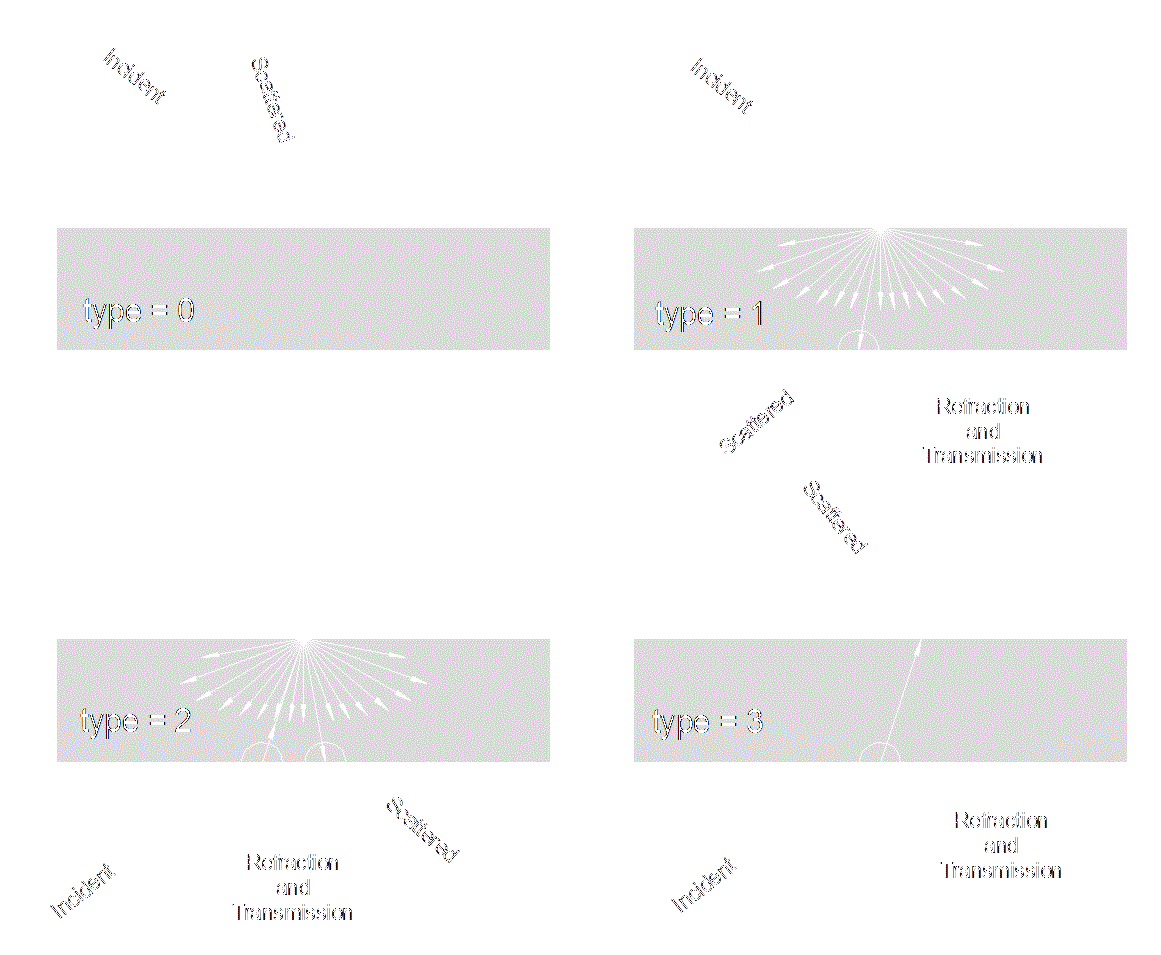 Incident
Scattered
type = 0
Incident
type = 1
Scattered
Refraction
and
Transmission
type = 2
Incident
Refraction
and
Transmission
Scattered
Scattered
type = 3
Incident
Refraction
and
Transmission